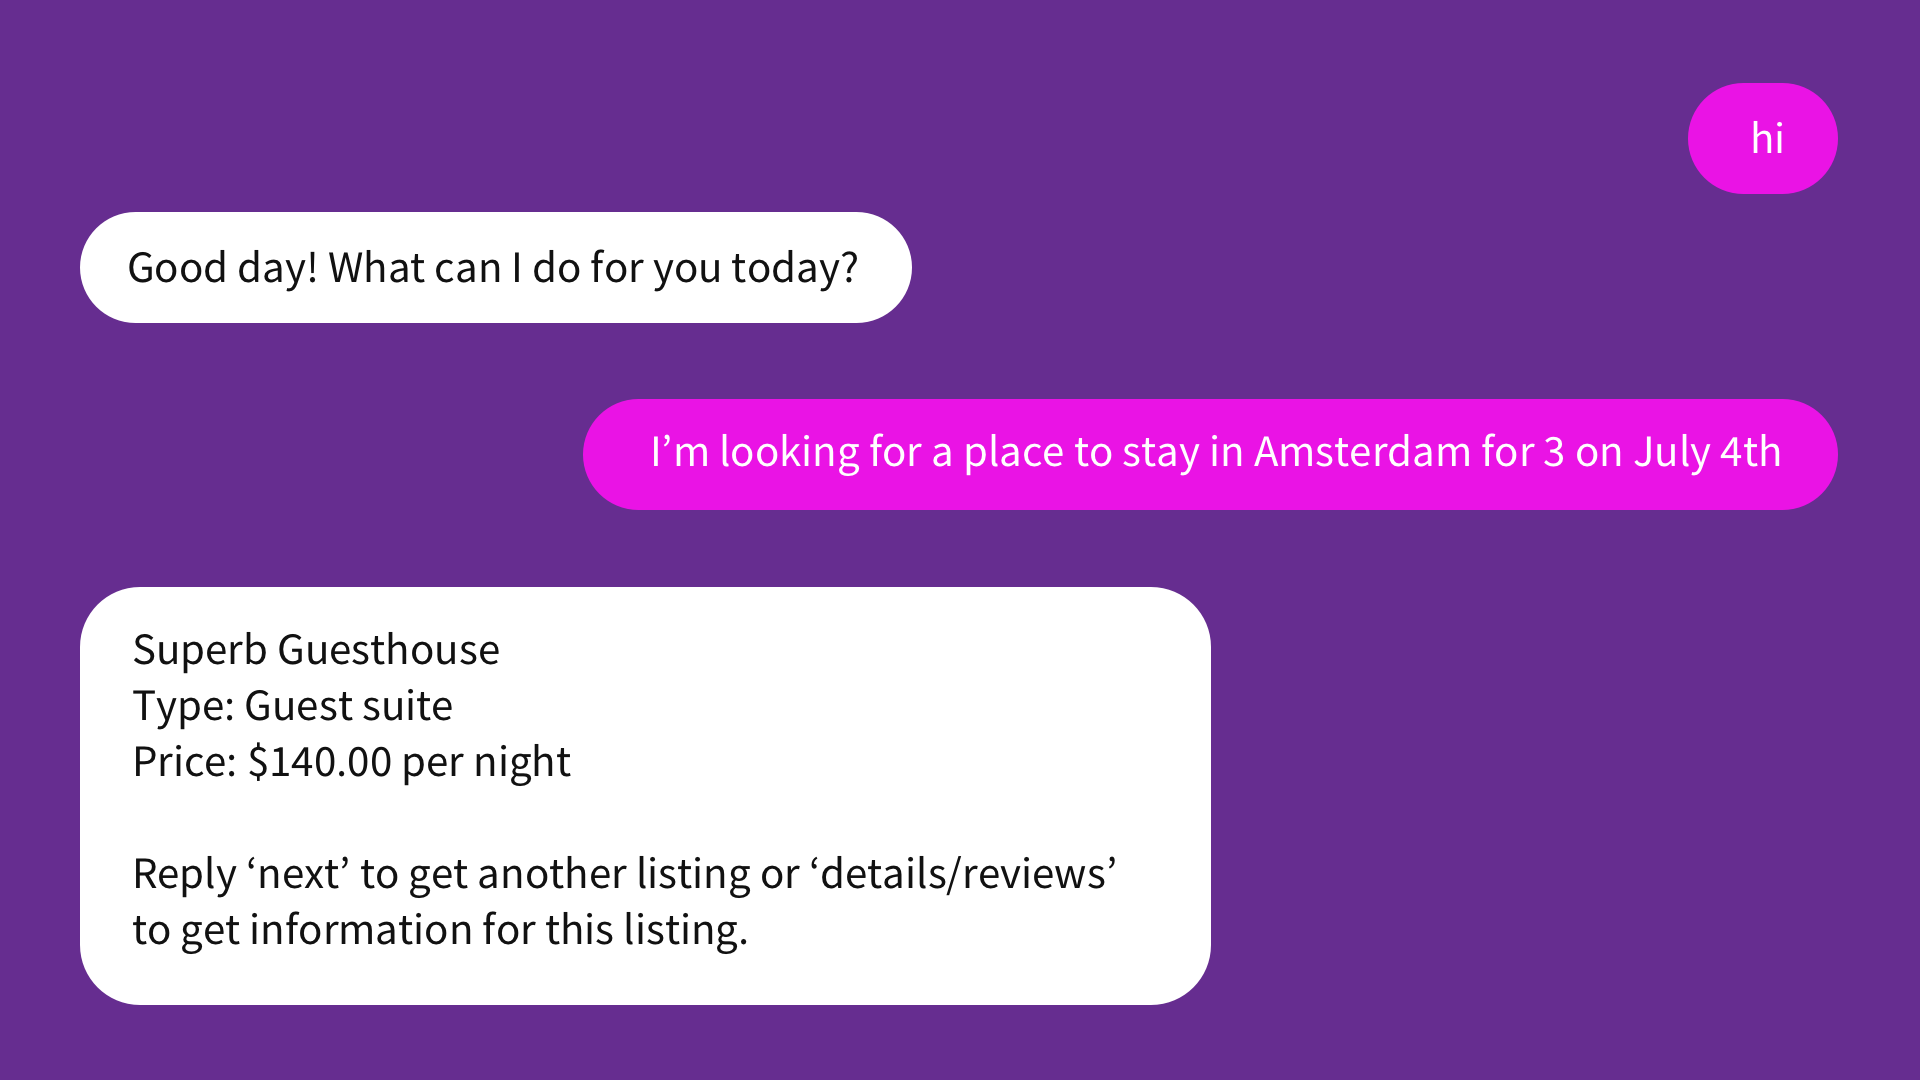 hi
Good day! What can I do for you today?
I’m looking for a place to stay in Amsterdam for 3 on July 4th
Superb Guesthouse
Type: Guest suite
Price: $140.00 per night
Reply ‘next’ to get another listing or ‘details/reviews’
to get information for this listing.